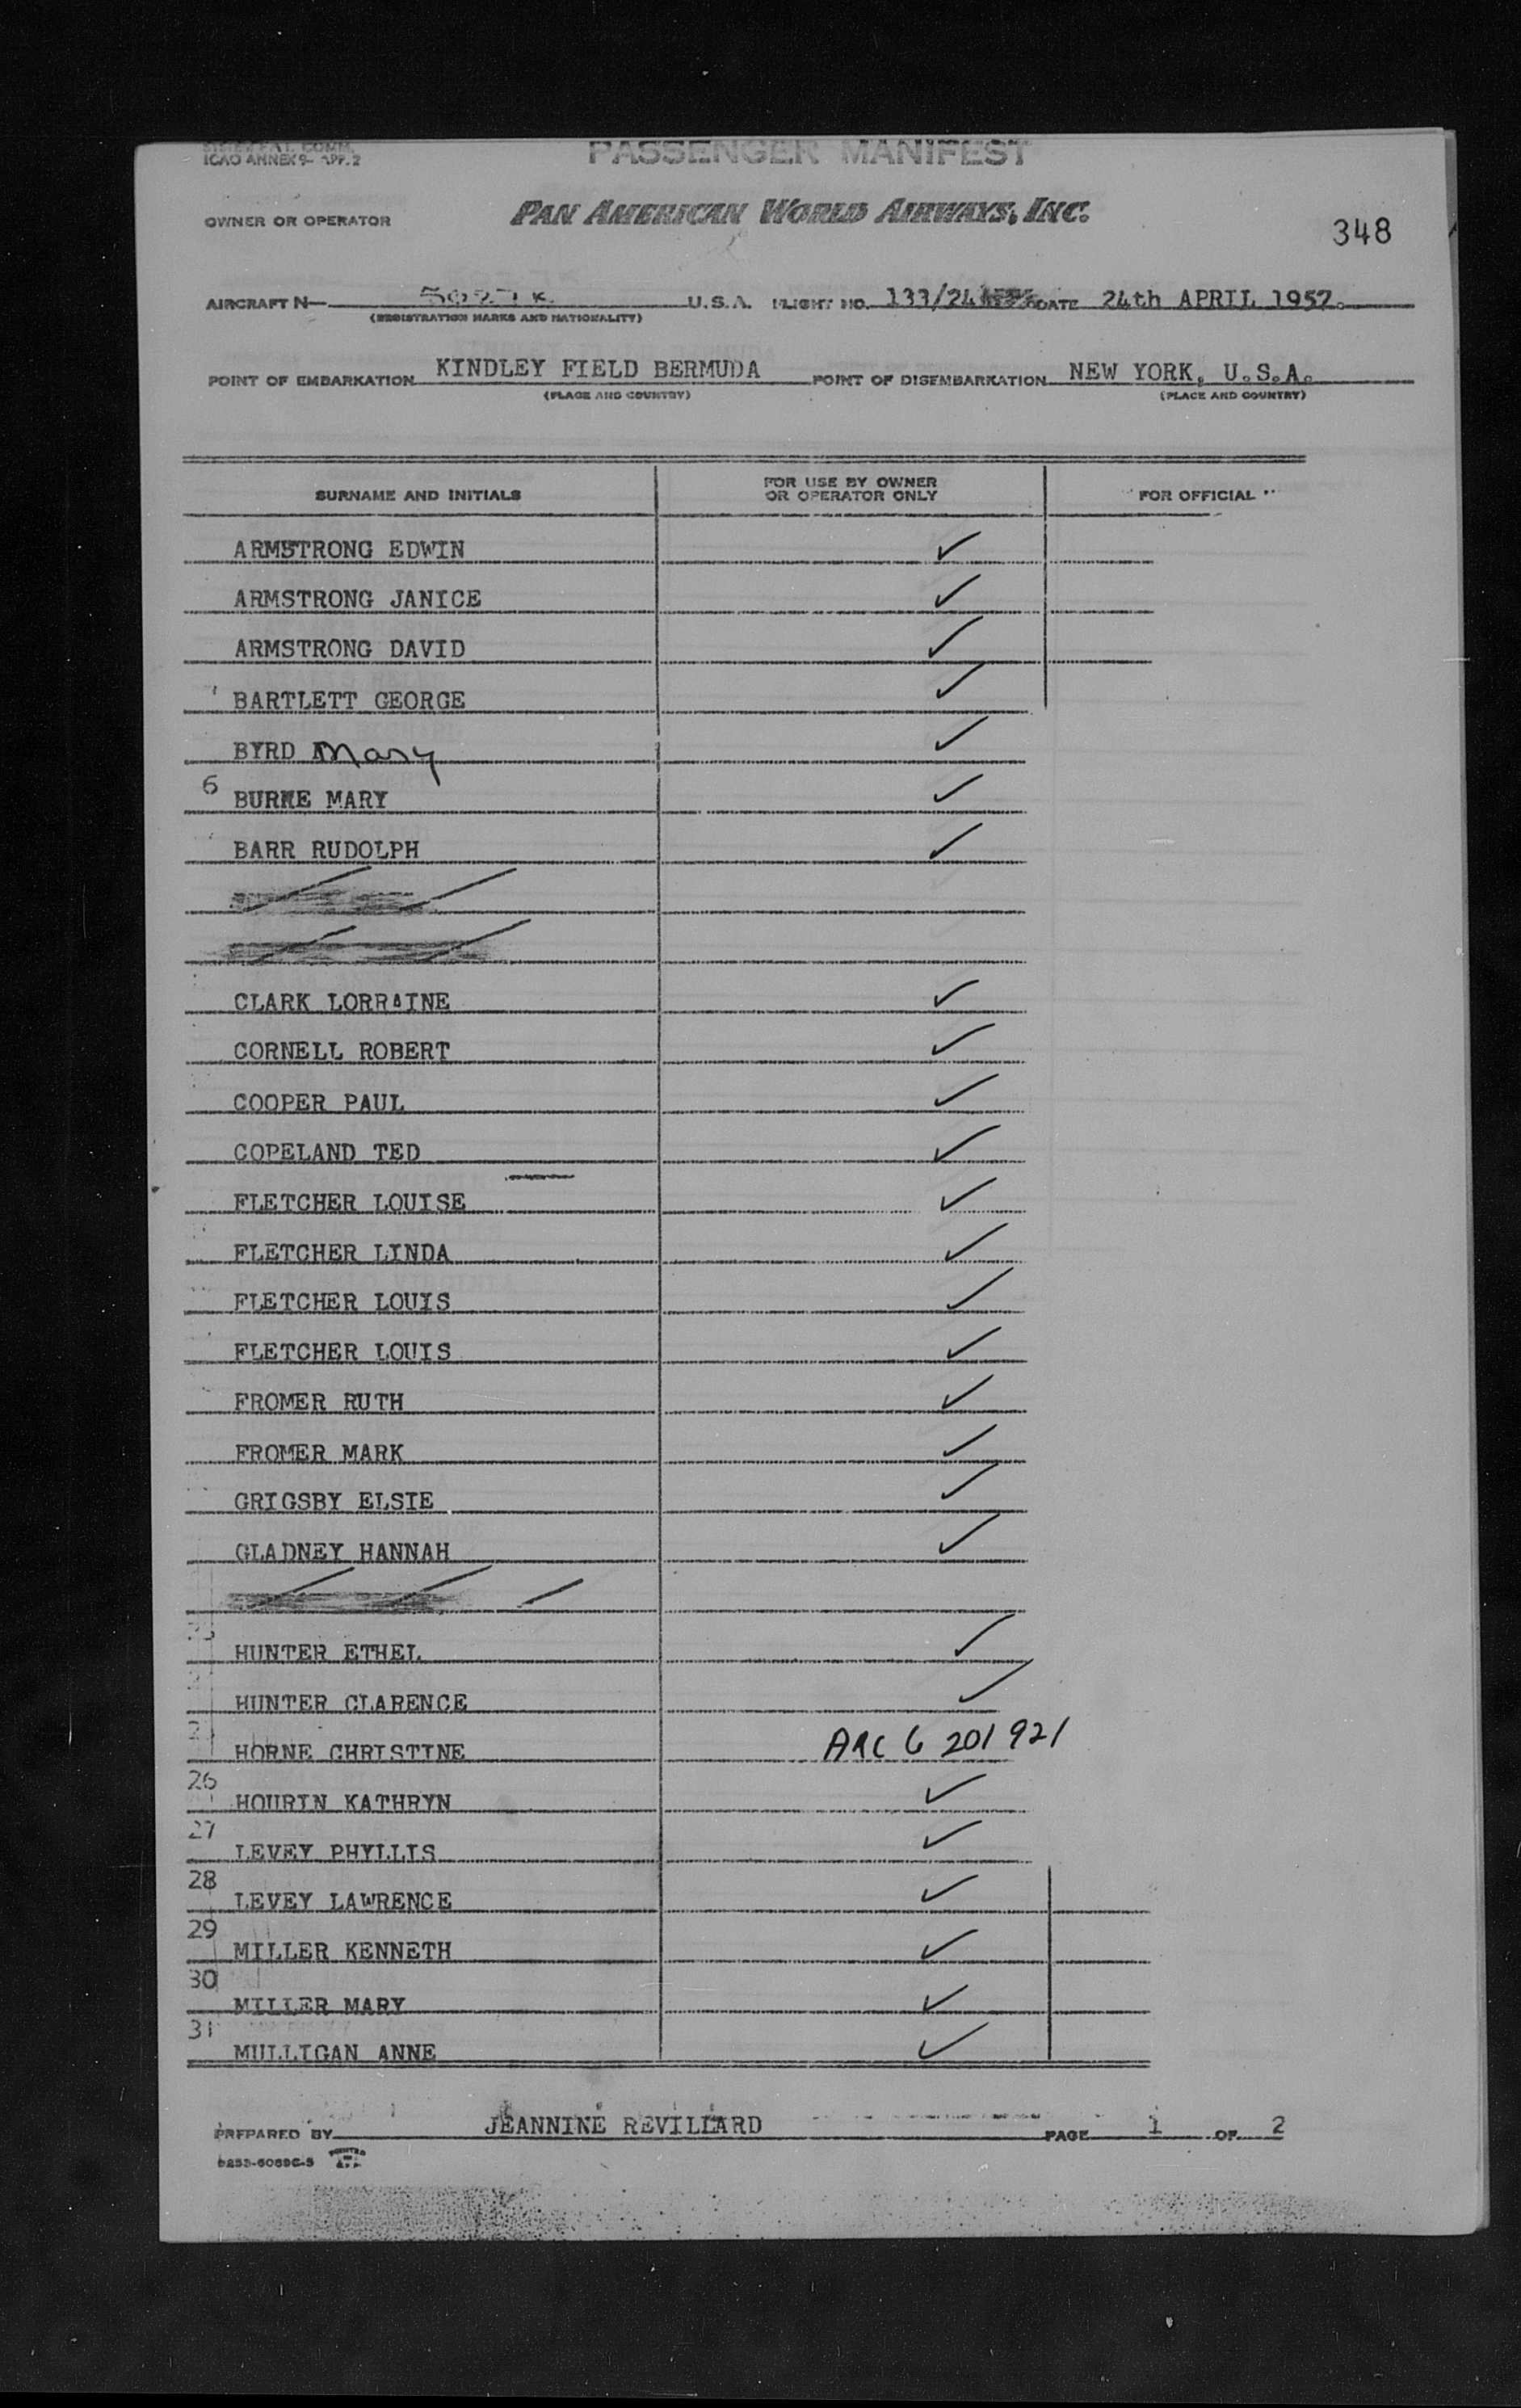 ICAO ANNEX 9- APP. 2
PASSENGER MANIFEST
OWNER OR OPERATOR PAN AMERICAN WORLD AIRWAYS, INC.
348
AIRCRAFT N— U.S.A. FLIGHT NO. 133/24 DATE 24th APRIL 1957.
(REGISTRATION MARKS AND NATIONALITY)
POINT OF EMBARKATION KINDLEY FIELD BERMUDA POINT OF DISEMBARKATION NEW YORK, U.S.A.
(PLACE AND COUNTRY) (PLACE AND COUNTRY)
SURNAME AND INITIALS FOR USE BY OWNER OR OPERATOR ONLY FOR OFFICIAL
ARMSTRONG EDWIN ✓
ARMSTRONG JANICE ✓
ARMSTRONG DAVID ✓
BARTLETT GEORGE ✓
BYRD Mary ✓
6 BURKE MARY ✓
BARR RUDOLPH ✓
CLARK LORRAINE ✓
CORNELL ROBERT ✓
COOPER PAUL ✓
COPELAND TED ✓
FLETCHER LOUISE ✓
FLETCHER LINDA ✓
FLETCHER LOUIS ✓
FLETCHER LOUIS ✓
FROMER RUTH ✓
FROMER MARK ✓
GRIGSBY ELSIE ✓
GLADNEY HANNAH ✓
HUNTER ETHEL ✓
HUNTER CLARENCE ✓
HORNE CHRISTINE ARC 6 201 921
26 HOURIN KATHRYN ✓
27 LEVEY PHYLLIS ✓
28 LEVEY LAWRENCE ✓
29 MILLER KENNETH ✓
30 MILLER MARY ✓
31 MULLIGAN ANNE ✓
PREPARED BY JEANNINE REVILLARD PAGE 1 OF 2